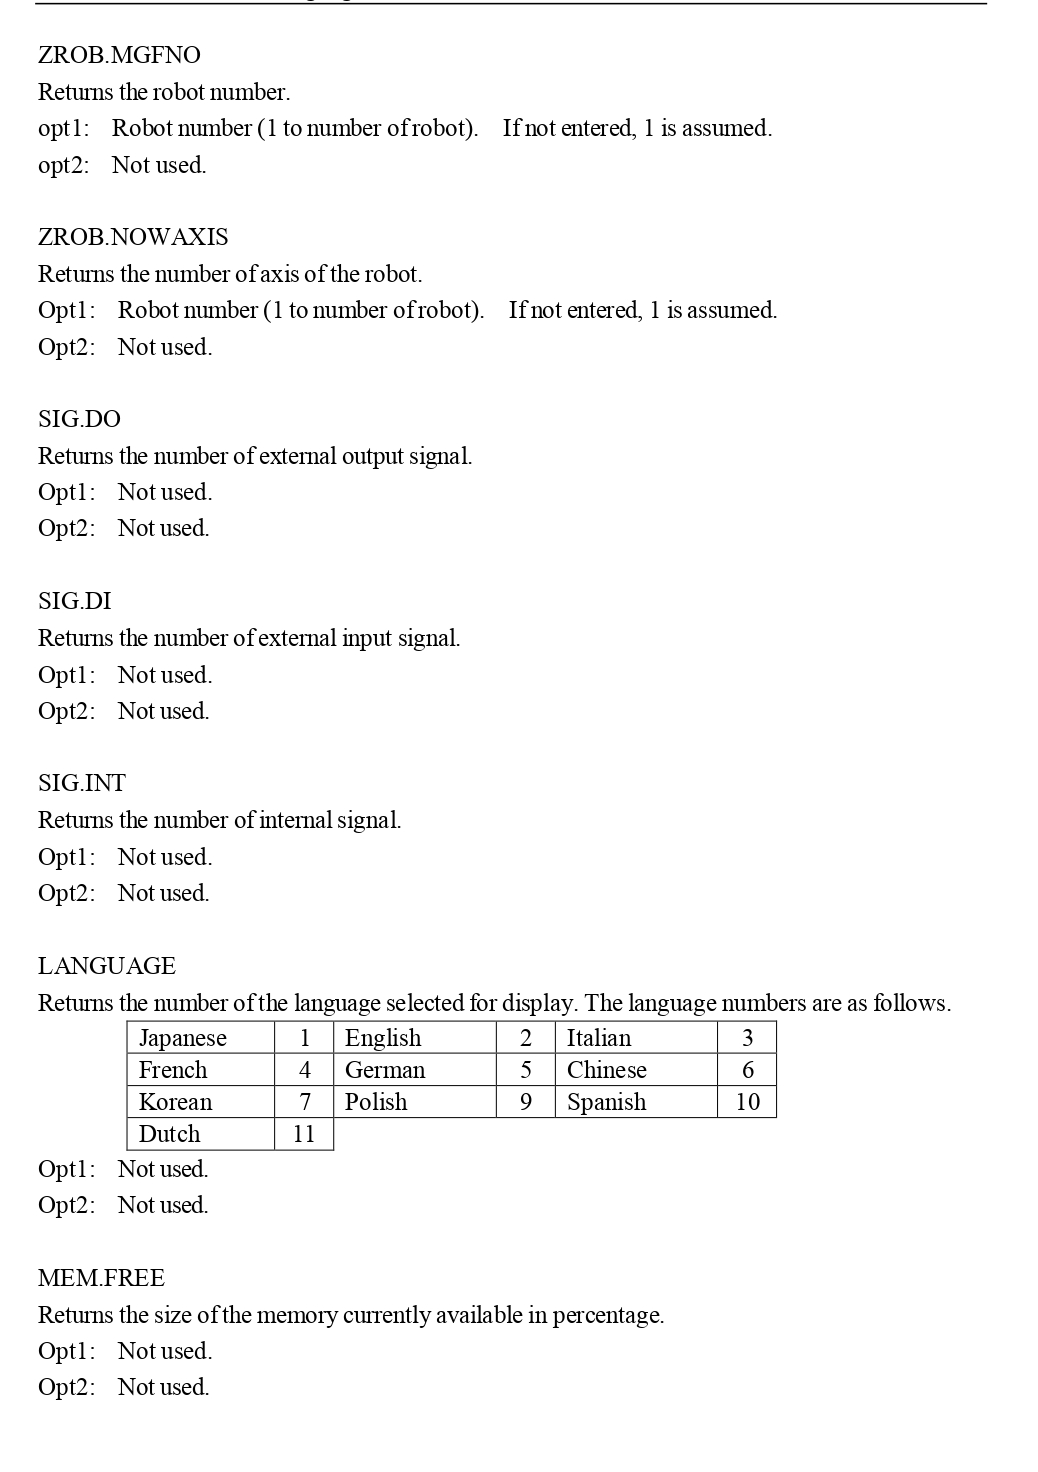 ZROB.MGFNO
Returns the robot number.
opt1: Robot number (1 to number of robot). If not entered, 1 is assumed.
opt2: Not used.
ZROB.NOWAXIS
Returns the number of axis of the robot.
Opt1: Robot number (1 to number of robot). If not entered, 1 is assumed.
Opt2: Not used.
SIG.DO
Returns the number of external output signal.
Opt1: Not used.
Opt2: Not used.
SIG.DI
Returns the number of external input signal.
Opt1: Not used.
Opt2: Not used.
SIG.INT
Returns the number of internal signal.
Opt1: Not used.
Opt2: Not used.
LANGUAGE
Returns the number of the language selected for display. The language numbers are as follows.
Japanese 1 English 2 Italian 3
French 4 German 5 Chinese 6
Korean 7 Polish 9 Spanish 10
Dutch 11
Opt1: Not used.
Opt2: Not used.
MEM.FREE
Returns the size of the memory currently available in percentage.
Opt1: Not used.
Opt2: Not used.